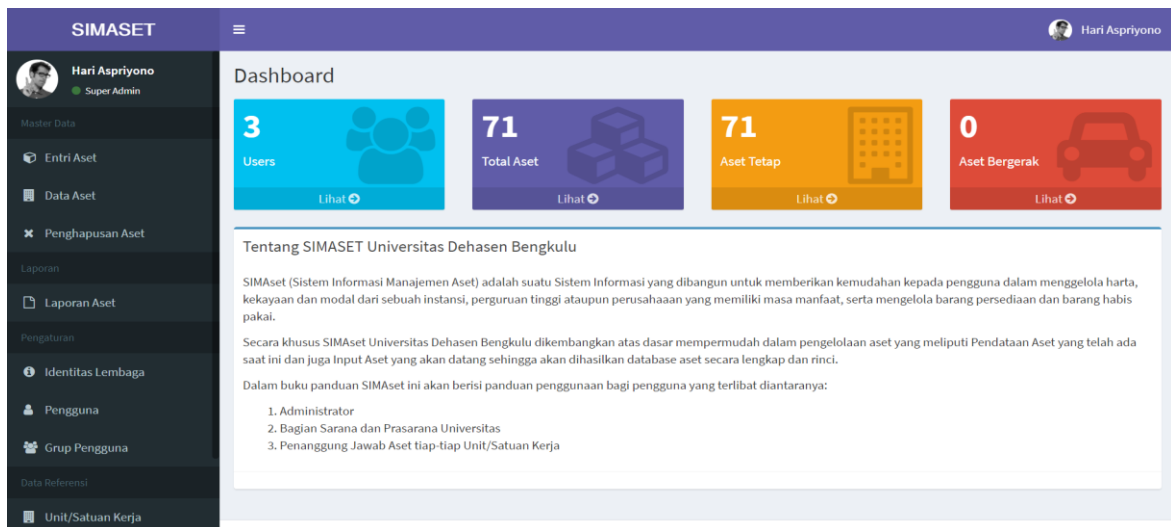 SIMASET
Hari Aspriyono
Hari Aspriyono
Super Admin
Master Data
Entri Aset
Data Aset
Penghapusan Aset
Laporan
Laporan Aset
Pengaturan
Identitas Lembaga
Pengguna
Grup Pengguna
Data Referensi
Unit/Satuan Kerja
Dashboard
3
Users
Lihat
71
Total Aset
Lihat
71
Aset Tetap
Lihat
0
Aset Bergerak
Lihat
Tentang SIMASET Universitas Dehasen Bengkulu
SIMAset (Sistem Informasi Manajemen Aset) adalah suatu Sistem Informasi yang dibangun untuk memberikan kemudahan kepada pengguna dalam menggelola harta,
kekayaan dan modal dari sebuah instansi, perguruan tinggi ataupun perusahaaan yang memiliki masa manfaat, serta mengelola barang persediaan dan barang habis
pakai.
Secara khusus SIMAset Universitas Dehasen Bengkulu dikembangkan atas dasar mempermudah dalam pengelolaan aset yang meliputi Pendataan Aset yang telah ada
saat ini dan juga Input Aset yang akan datang sehingga akan dihasilkan database aset secara lengkap dan rinci.
Dalam buku panduan SIMAset ini akan berisi panduan penggunaan bagi pengguna yang terlibat diantaranya:
1. Administrator
2. Bagian Sarana dan Prasarana Universitas
3. Penanggung Jawab Aset tiap-tiap Unit/Satuan Kerja